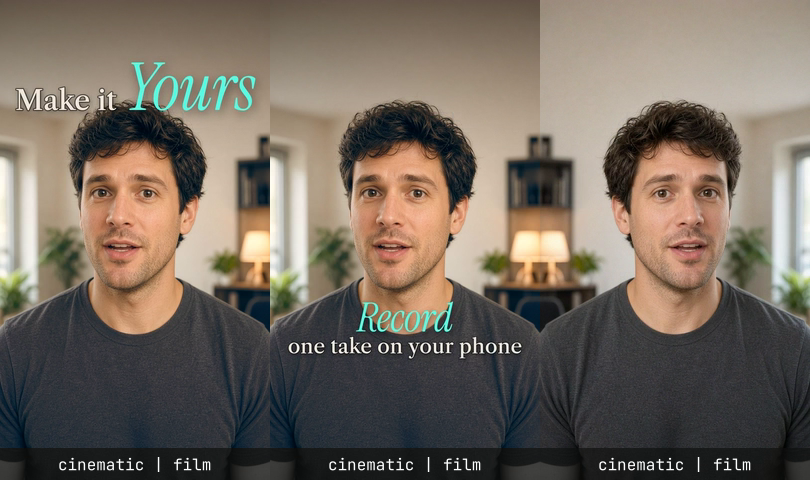 Make it Yours
Record
one take on your phone
cinematic | film
cinematic | film
cinematic | film